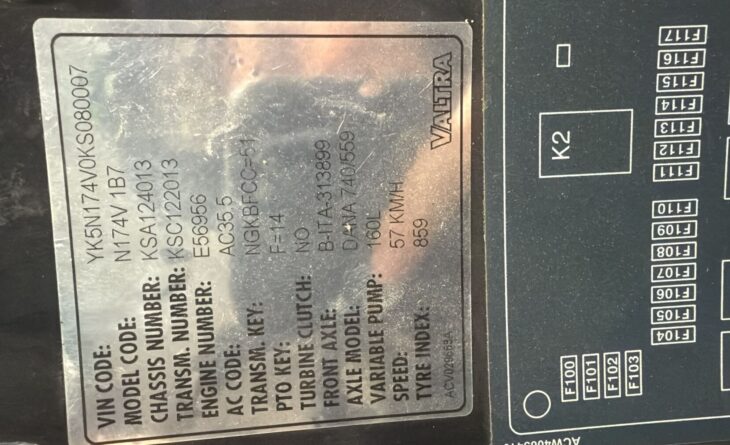 VALTRA
VIN CODE: YK5N174V0KS080007
MODEL CODE: N174V 1B7
CHASSIS NUMBER: KSA124013
TRANSM. NUMBER: KSC122013
ENGINE NUMBER: E56956
AC CODE: AC35.5
TRANSM. KEY: NGKBFCC=51
PTO KEY: F=14
TURBINE CLUTCH: NO
FRONT AXLE: B-ITA-313899
AXLE MODEL: DANA 740/559
VARIABLE PUMP: 160L
SPEED: 57 KM/H
TYRE INDEX: 859
K2
F117
F116
F115
F114
F113
F112
F111
F110
F109
F108
F107
F106
F105
F104
F100
F101
F102
F103